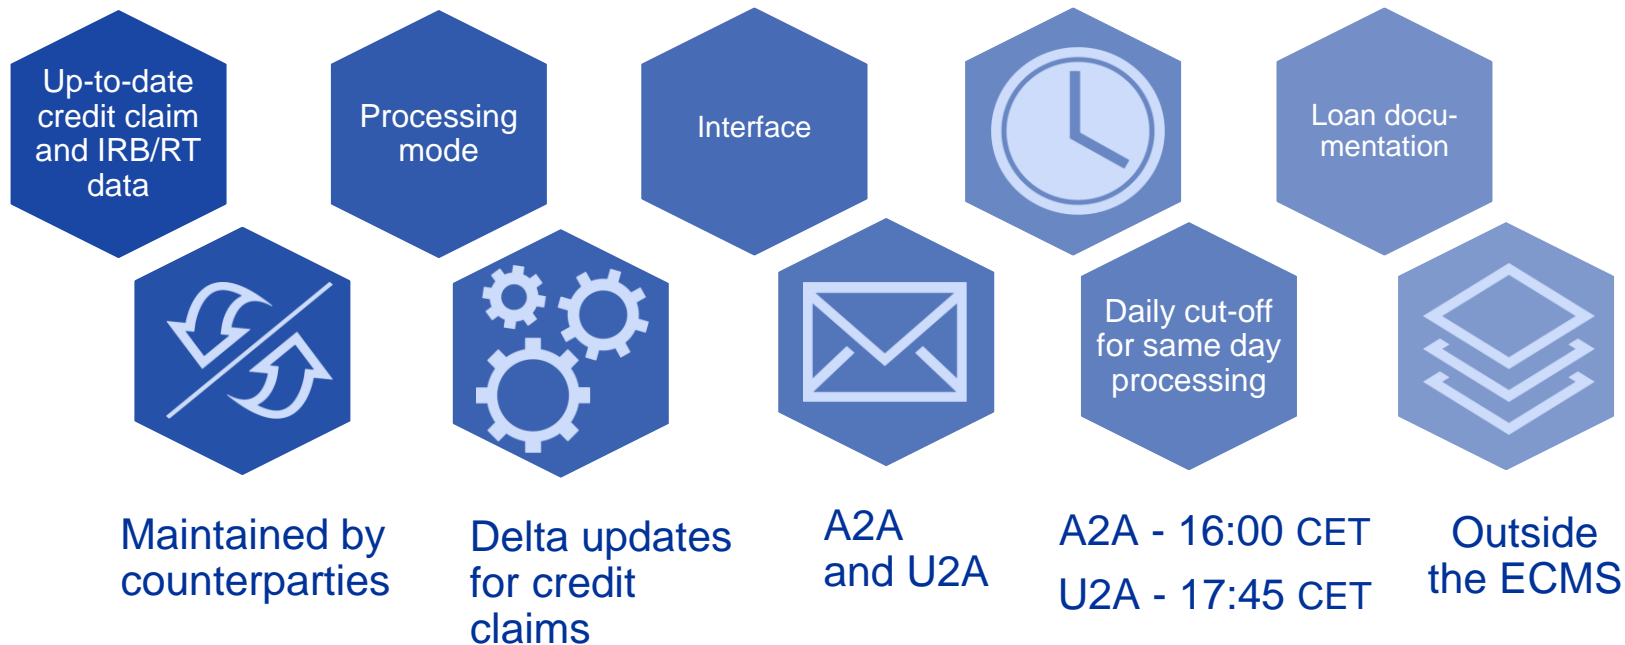 Up-to-date
credit claim
and IRB/RT
data
Processing
mode
Interface
Loan docu-
mentation
Daily cut-off
for same day
processing
Maintained by
counterparties
Delta updates
for credit
claims
A2A
and U2A
A2A - 16:00 CET
U2A - 17:45 CET
Outside
the ECMS